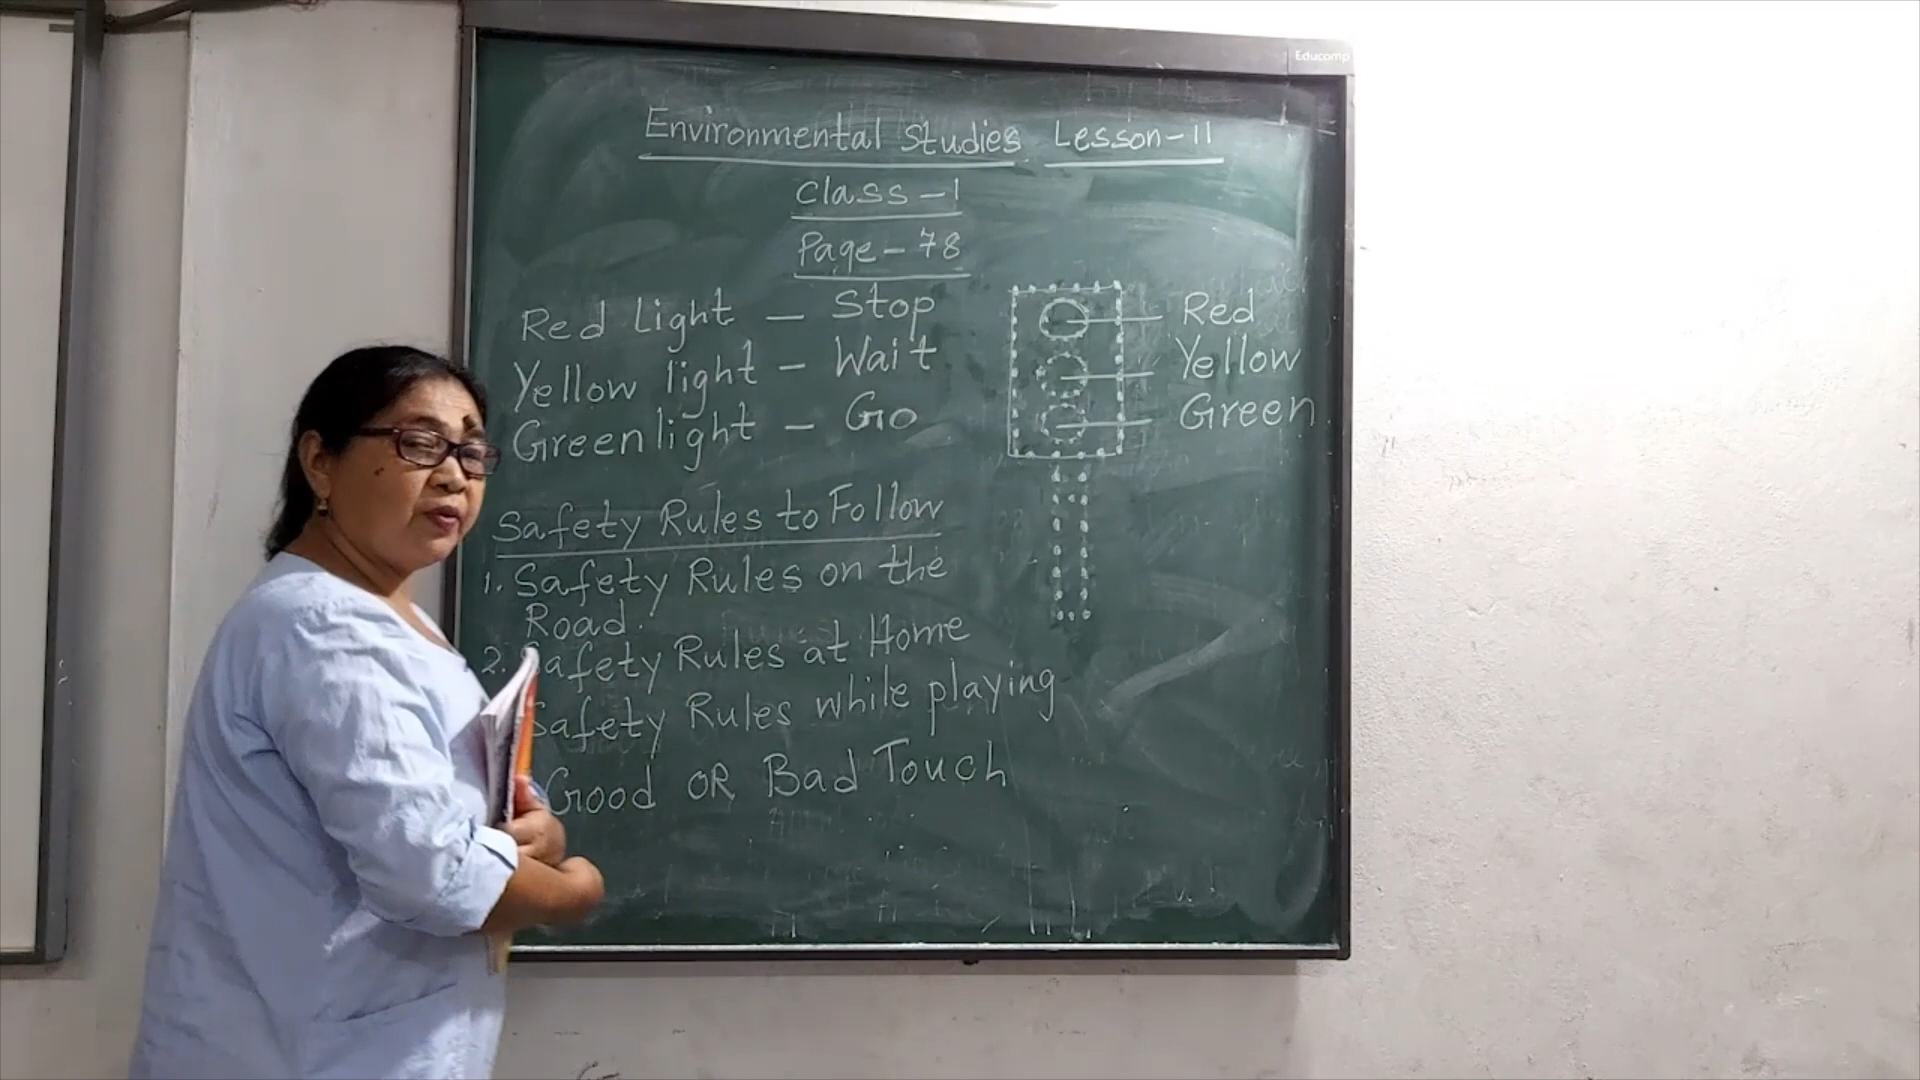 Educomp
Environmental Studies Lesson-11
Class-1
Page-78
Red Light - Stop
Yellow light - Wait
Green light - Go
Red
Yellow
Green
Safety Rules to Follow
1. Safety Rules on the
Road.
2. Safety Rules at Home
Safety Rules while playing
Good OR Bad Touch